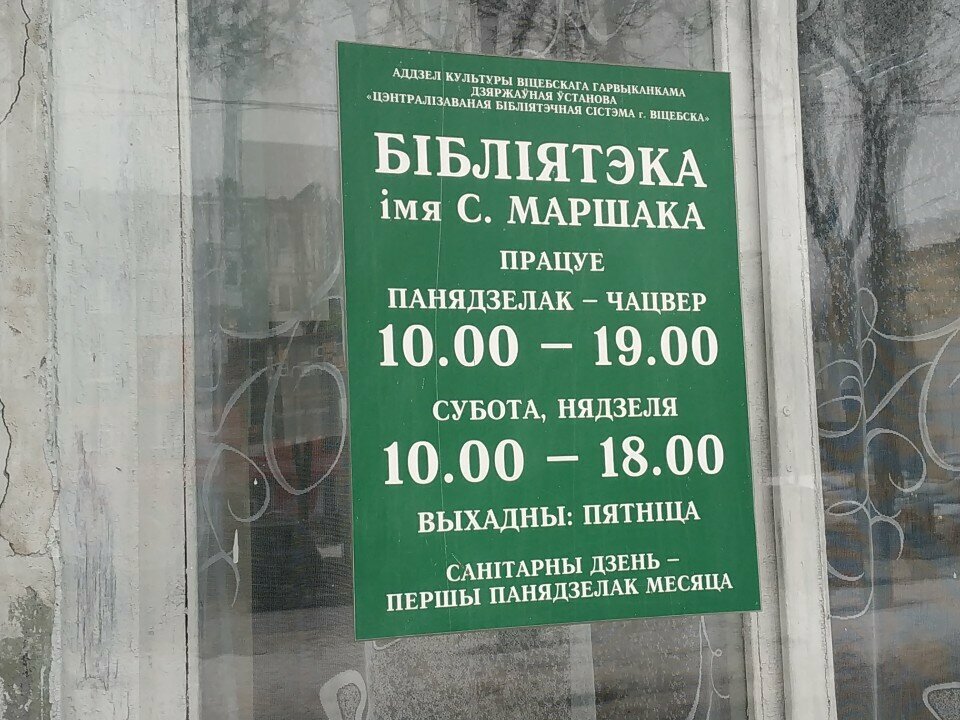 АДДЗЕЛ КУЛЬТУРЫ ВІЦЕБСКАГА ГАРВЫКАНКАМА
ДЗЯРЖАЎНАЯ ЎСТАНОВА
«ЦЭНТРАЛІЗАВАНАЯ БІБЛІЯТЭЧНАЯ СІСТЭМА г. ВІЦЕБСКА»
БІБЛІЯТЭКА
імя С. МАРШАКА
ПРАЦУЕ
ПАНЯДЗЕЛАК – ЧАЦВЕР
10.00 – 19.00
СУБОТА, НЯДЗЕЛЯ
10.00 – 18.00
ВЫХАДНЫ: ПЯТНІЦА
САНІТАРНЫ ДЗЕНЬ –
ПЕРШЫ ПАНЯДЗЕЛАК МЕСЯЦА